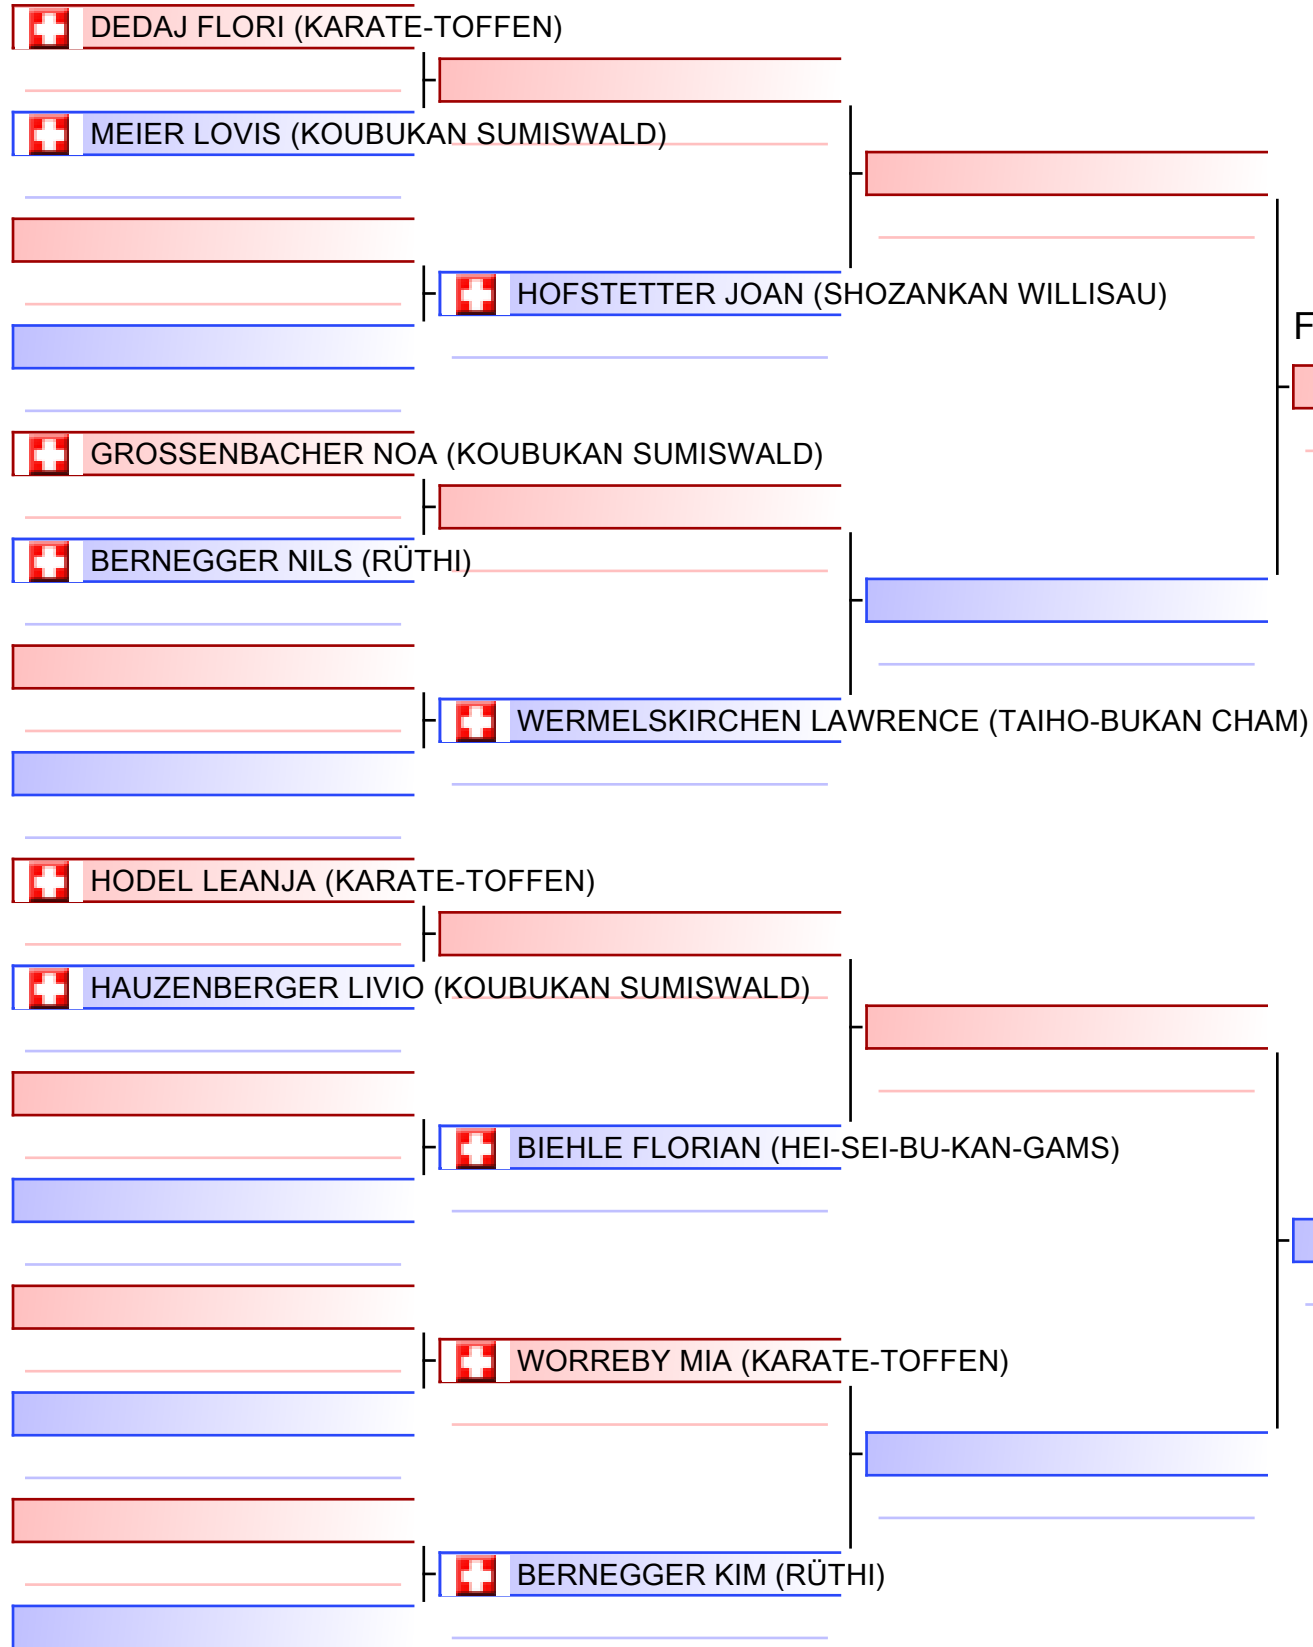 DEDAJ FLORI (KARATE-TOFFEN)
MEIER LOVIS (KOUBUKAN SUMISWALD)
HOFSTETTER JOAN (SHOZANKAN WILLISAU)
F
GROSSENBACHER NOA (KOUBUKAN SUMISWALD)
BERNEGGER NILS (RÜTHI)
WERMELSKIRCHEN LAWRENCE (TAIHO-BUKAN CHAM)
HODEL LEANJA (KARATE-TOFFEN)
HAUZENBERGER LIVIO (KOUBUKAN SUMISWALD)
BIEHLE FLORIAN (HEI-SEI-BU-KAN-GAMS)
WORREBY MIA (KARATE-TOFFEN)
BERNEGGER KIM (RÜTHI)